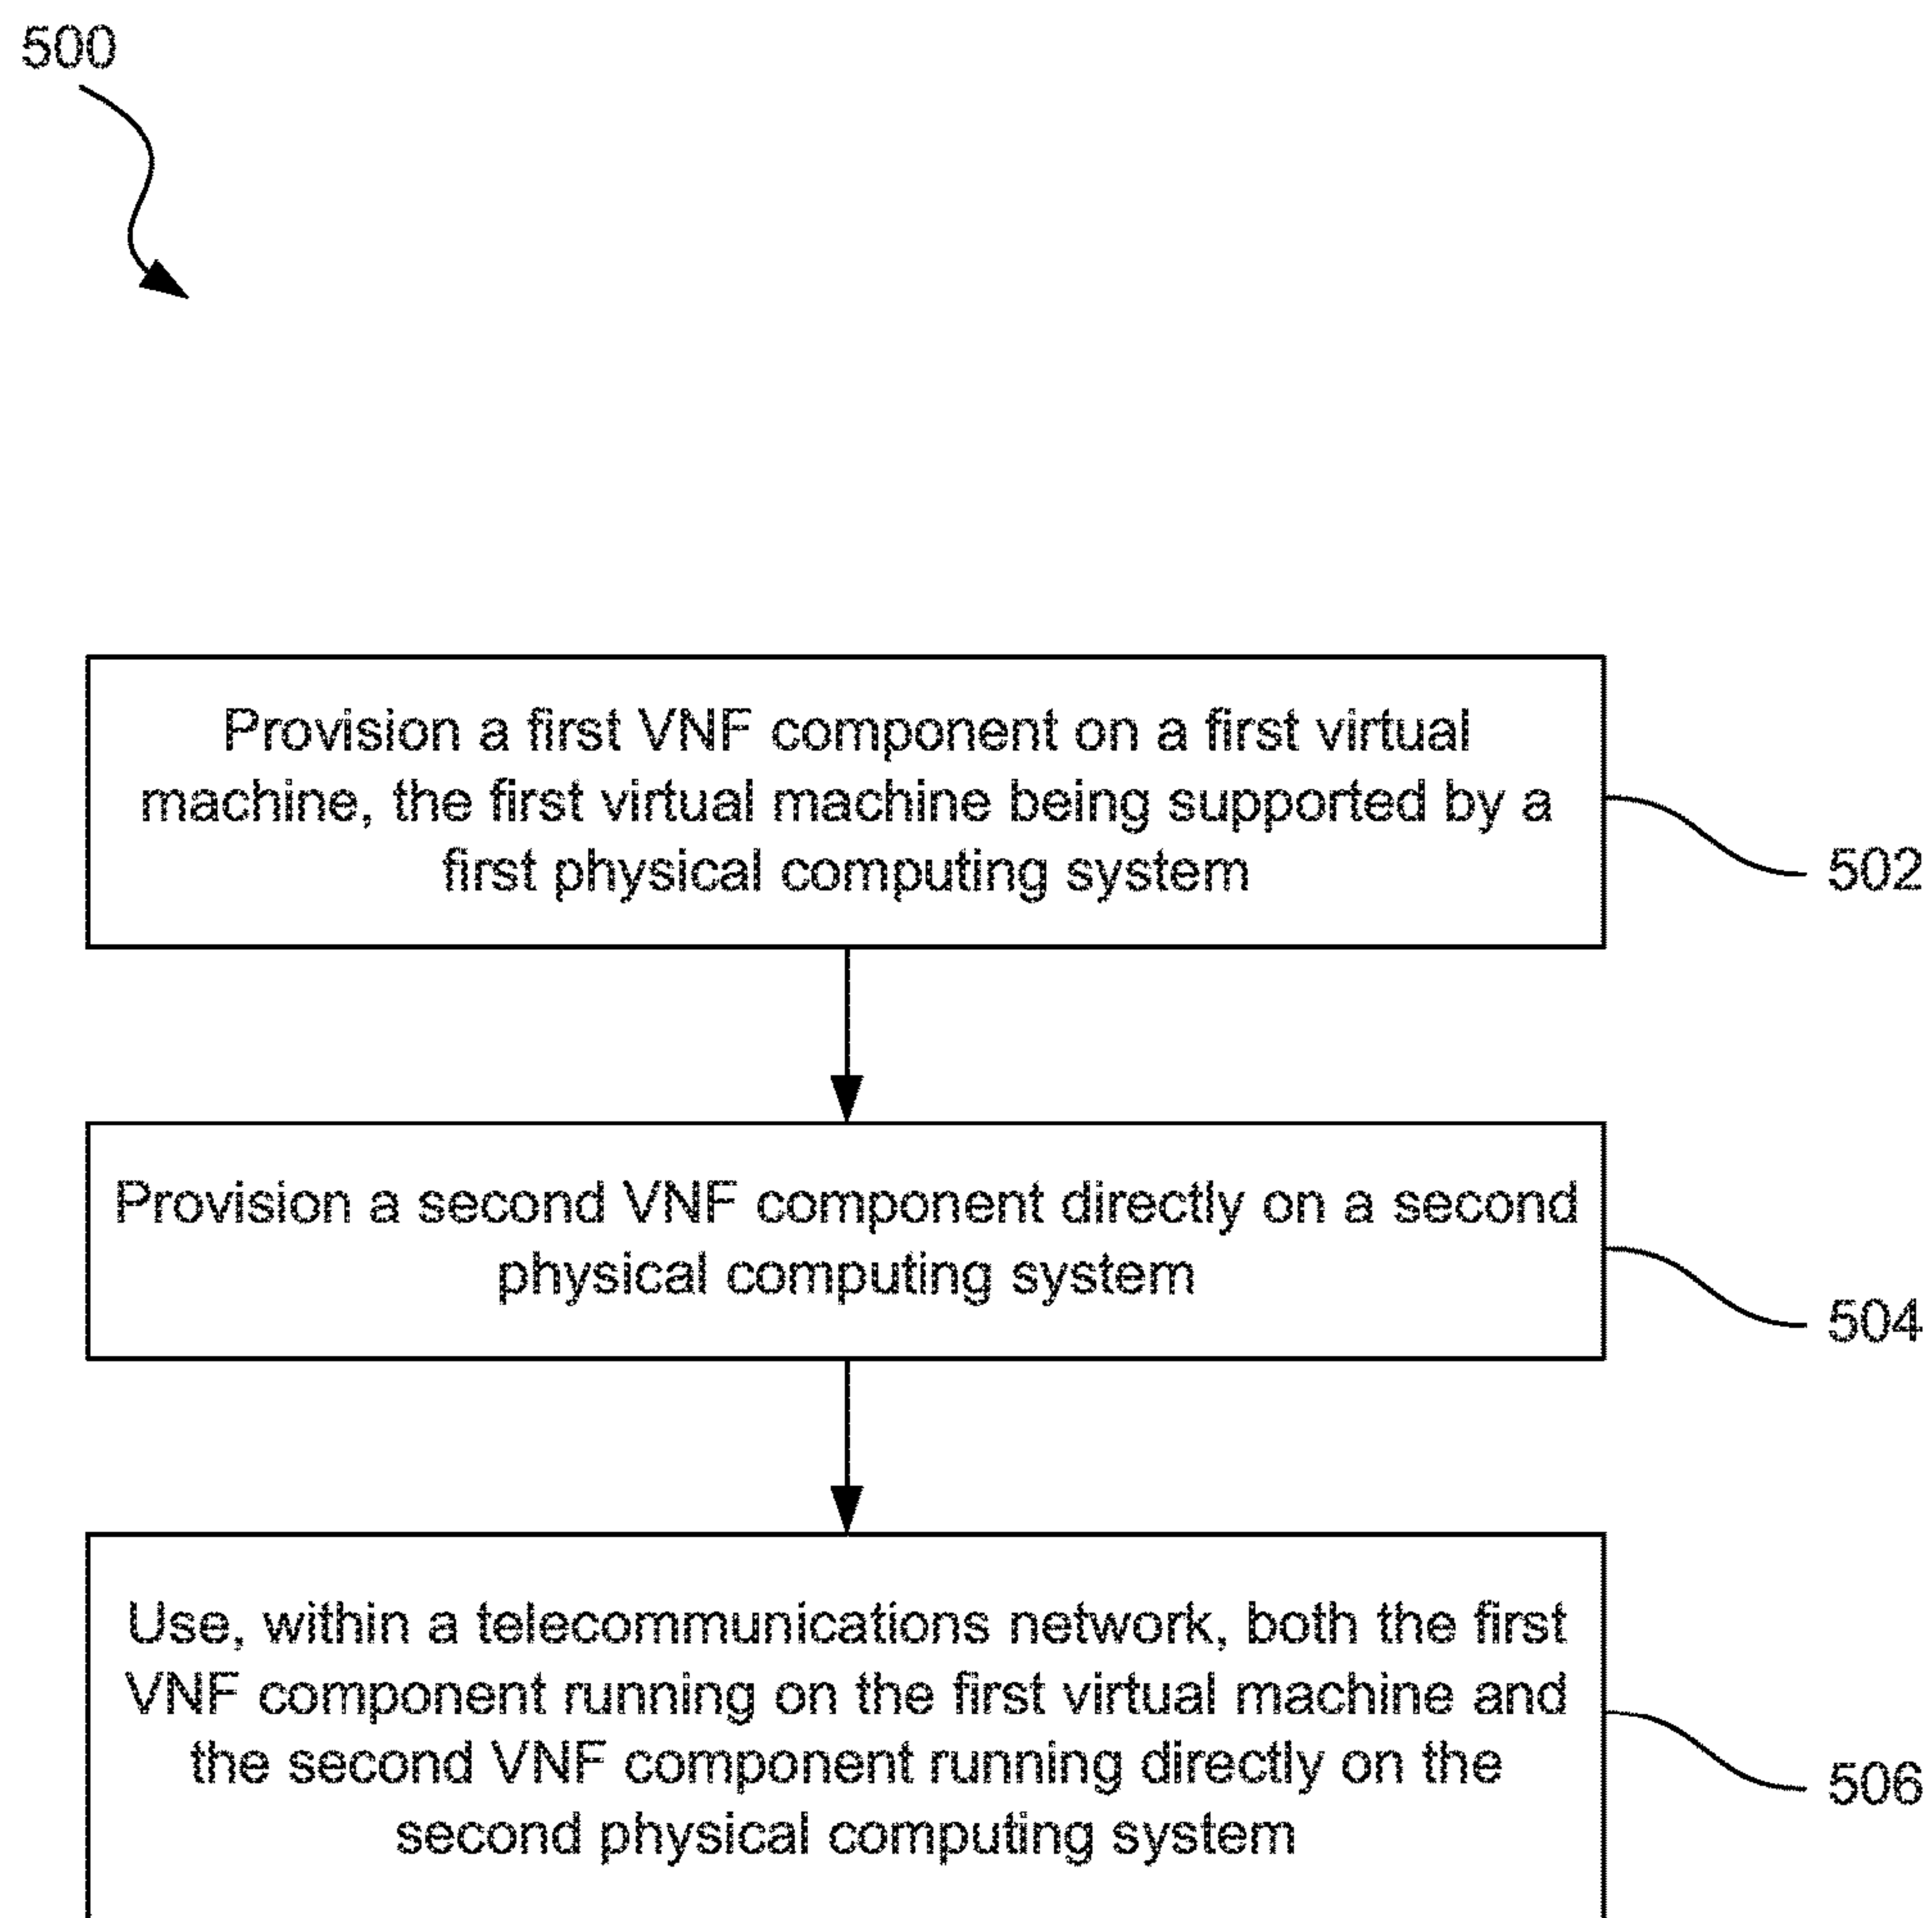 500
Provision a first VNF component on a first virtual
machine, the first virtual machine being supported by a
first physical computing system
502
Provision a second VNF component directly on a second
physical computing system
504
Use, within a telecommunications network, both the first
VNF component running on the first virtual machine and
the second VNF component running directly on the
second physical computing system
506